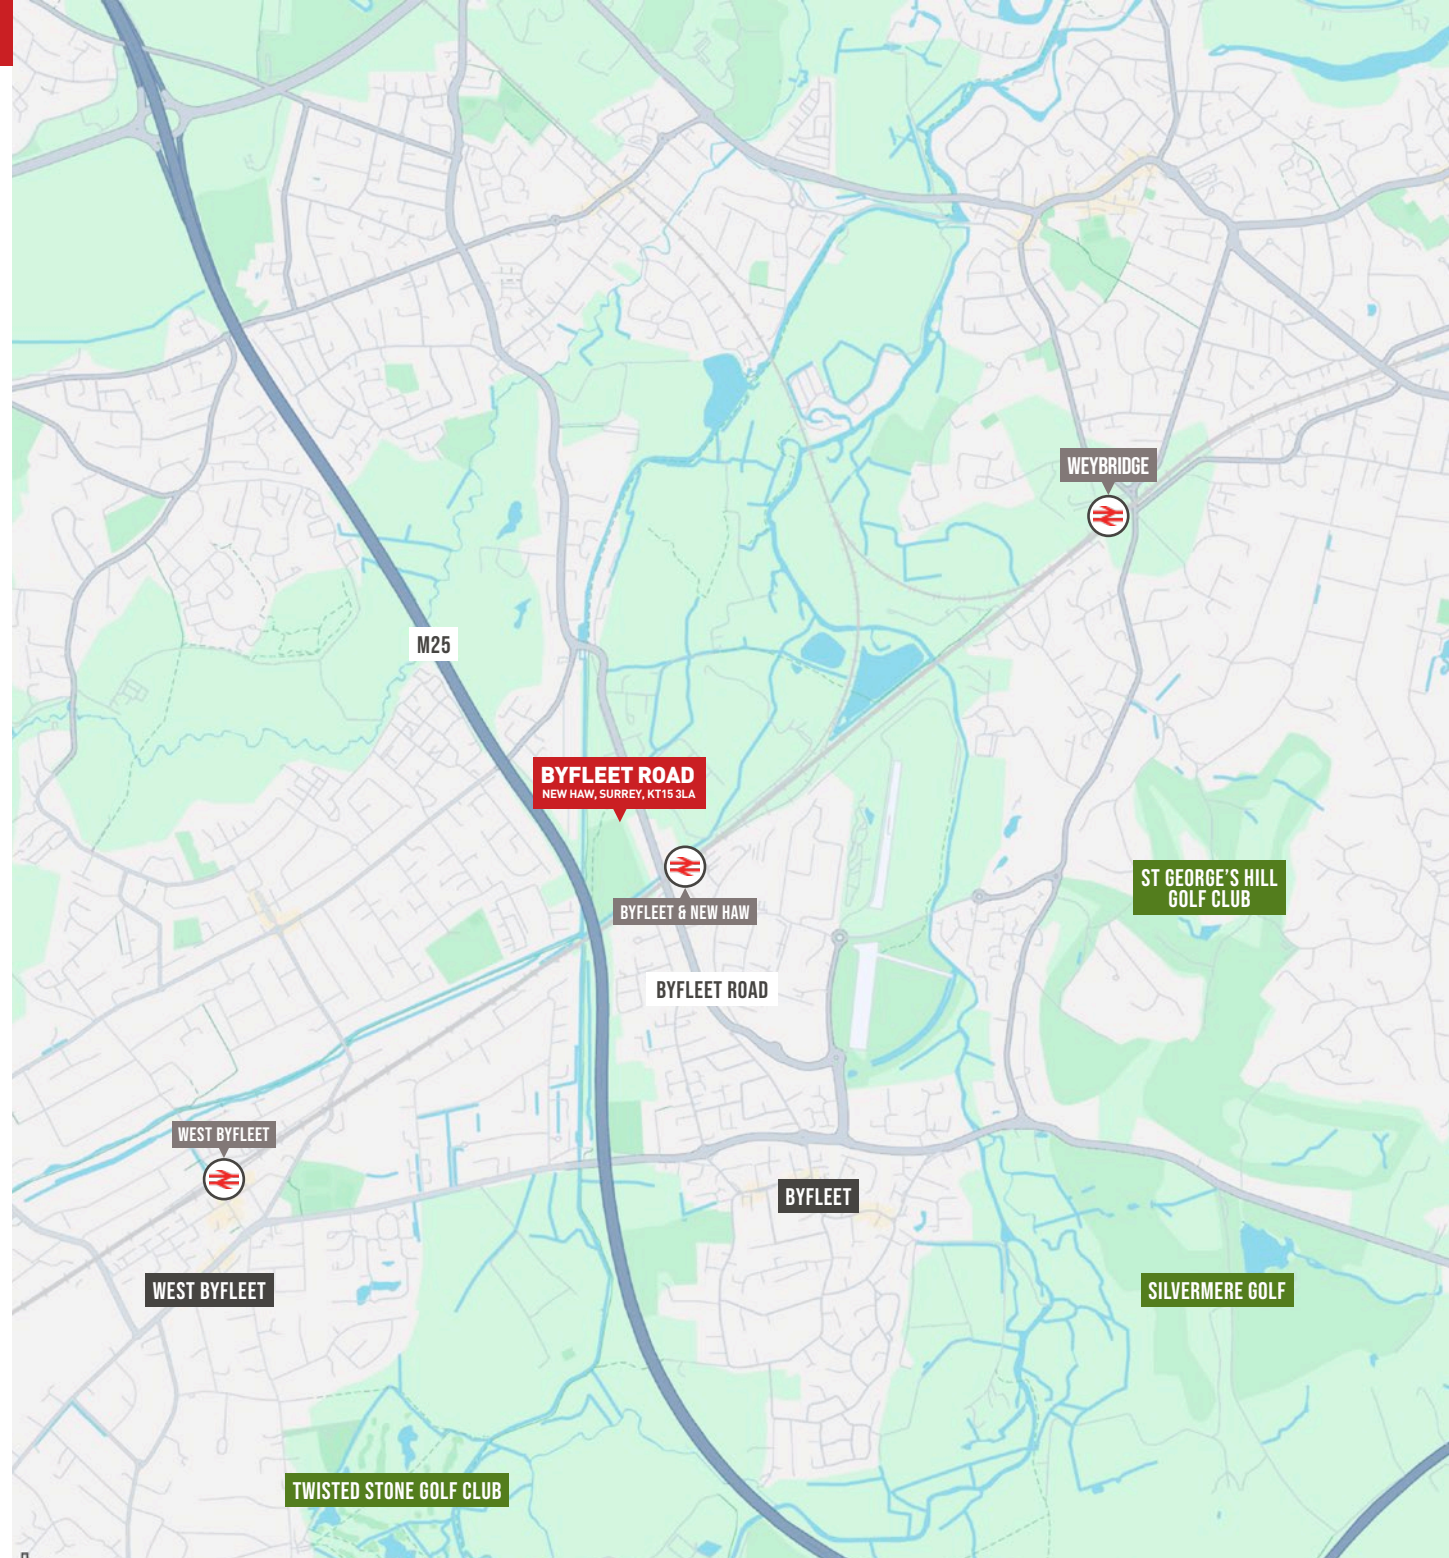 WEYBRIDGE
M25
BYFLEET ROAD
NEW HAW, SURREY, KT15 3LA
ST GEORGE'S HILL
GOLF CLUB
BYFLEET & NEW HAW
BYFLEET ROAD
WEST BYFLEET
BYFLEET
WEST BYFLEET
SILVERMERE GOLF
TWISTED STONE GOLF CLUB